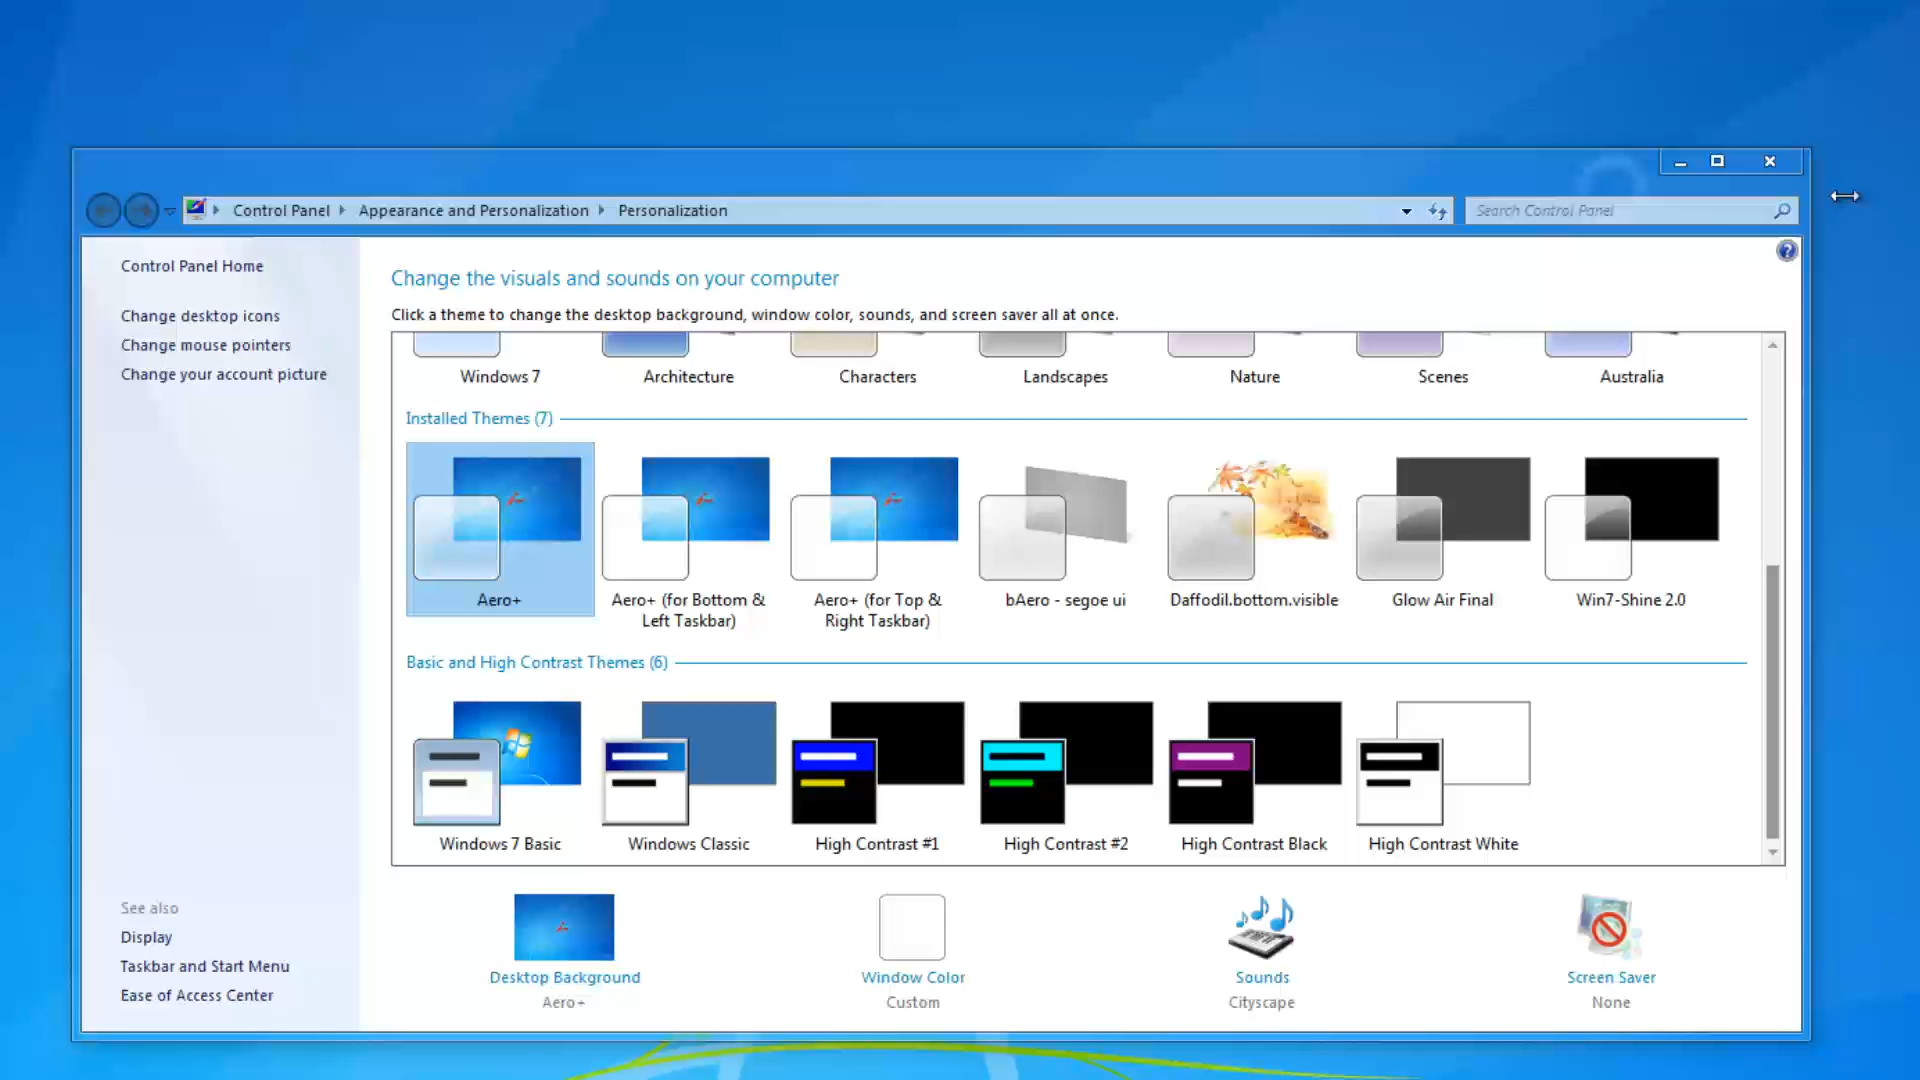 Control Panel
Appearance and Personalization
Personalization
Search Control Panel
Control Panel Home
Change desktop icons
Change mouse pointers
Change your account picture
See also
Display
Taskbar and Start Menu
Ease of Access Center
Change the visuals and sounds on your computer
Click a theme to change the desktop background, window color, sounds, and screen saver all at once.
Windows 7
Architecture
Characters
Landscapes
Nature
Scenes
Australia
Installed Themes (7)
Aero+
Aero+ (for Bottom &
Left Taskbar)
Aero+ (for Top &
Right Taskbar)
bAero - segoe ui
Daffodil.bottom.visible
Glow Air Final
Win7-Shine 2.0
Basic and High Contrast Themes (6)
Windows 7 Basic
Windows Classic
High Contrast #1
High Contrast #2
High Contrast Black
High Contrast White
Desktop Background
Aero+
Window Color
Custom
Sounds
Cityscape
Screen Saver
None